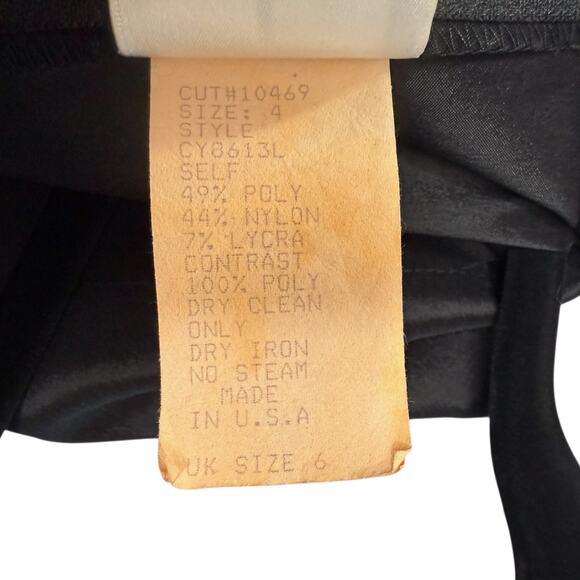 CUT#10469
SIZE: 4
STYLE
CY8613L
SELF
49% POLY
44% NYLON
7% LYCRA
CONTRAST
100% POLY
DRY CLEAN
ONLY
DRY IRON
NO STEAM
MADE
IN U.S.A
UK SIZE 6